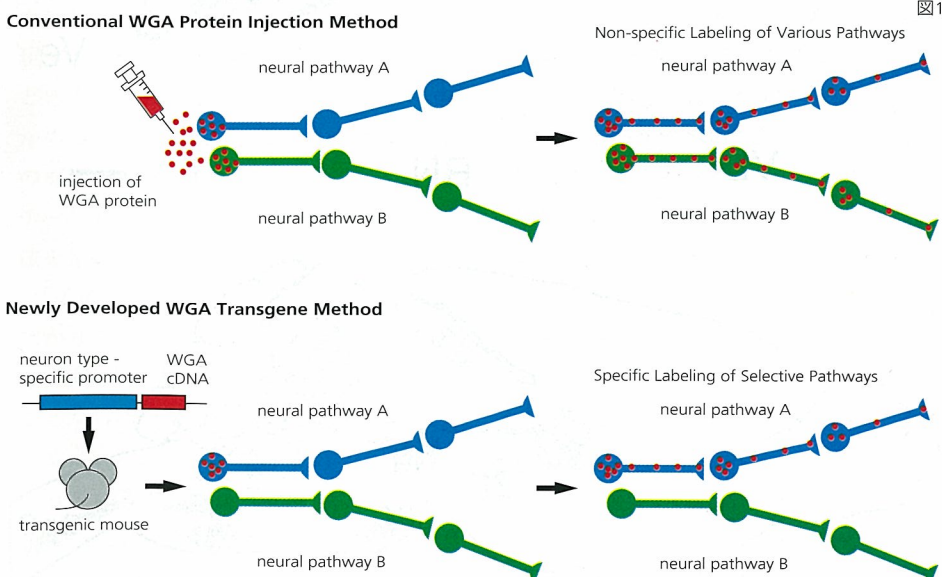 図1
Conventional WGA Protein Injection Method
Non-specific Labeling of Various Pathways
neural pathway A
neural pathway A
injection of
WGA protein
neural pathway B
neural pathway B
Newly Developed WGA Transgene Method
neuron type -
specific promoter
WGA
cDNA
Specific Labeling of Selective Pathways
neural pathway A
neural pathway A
transgenic mouse
neural pathway B
neural pathway B